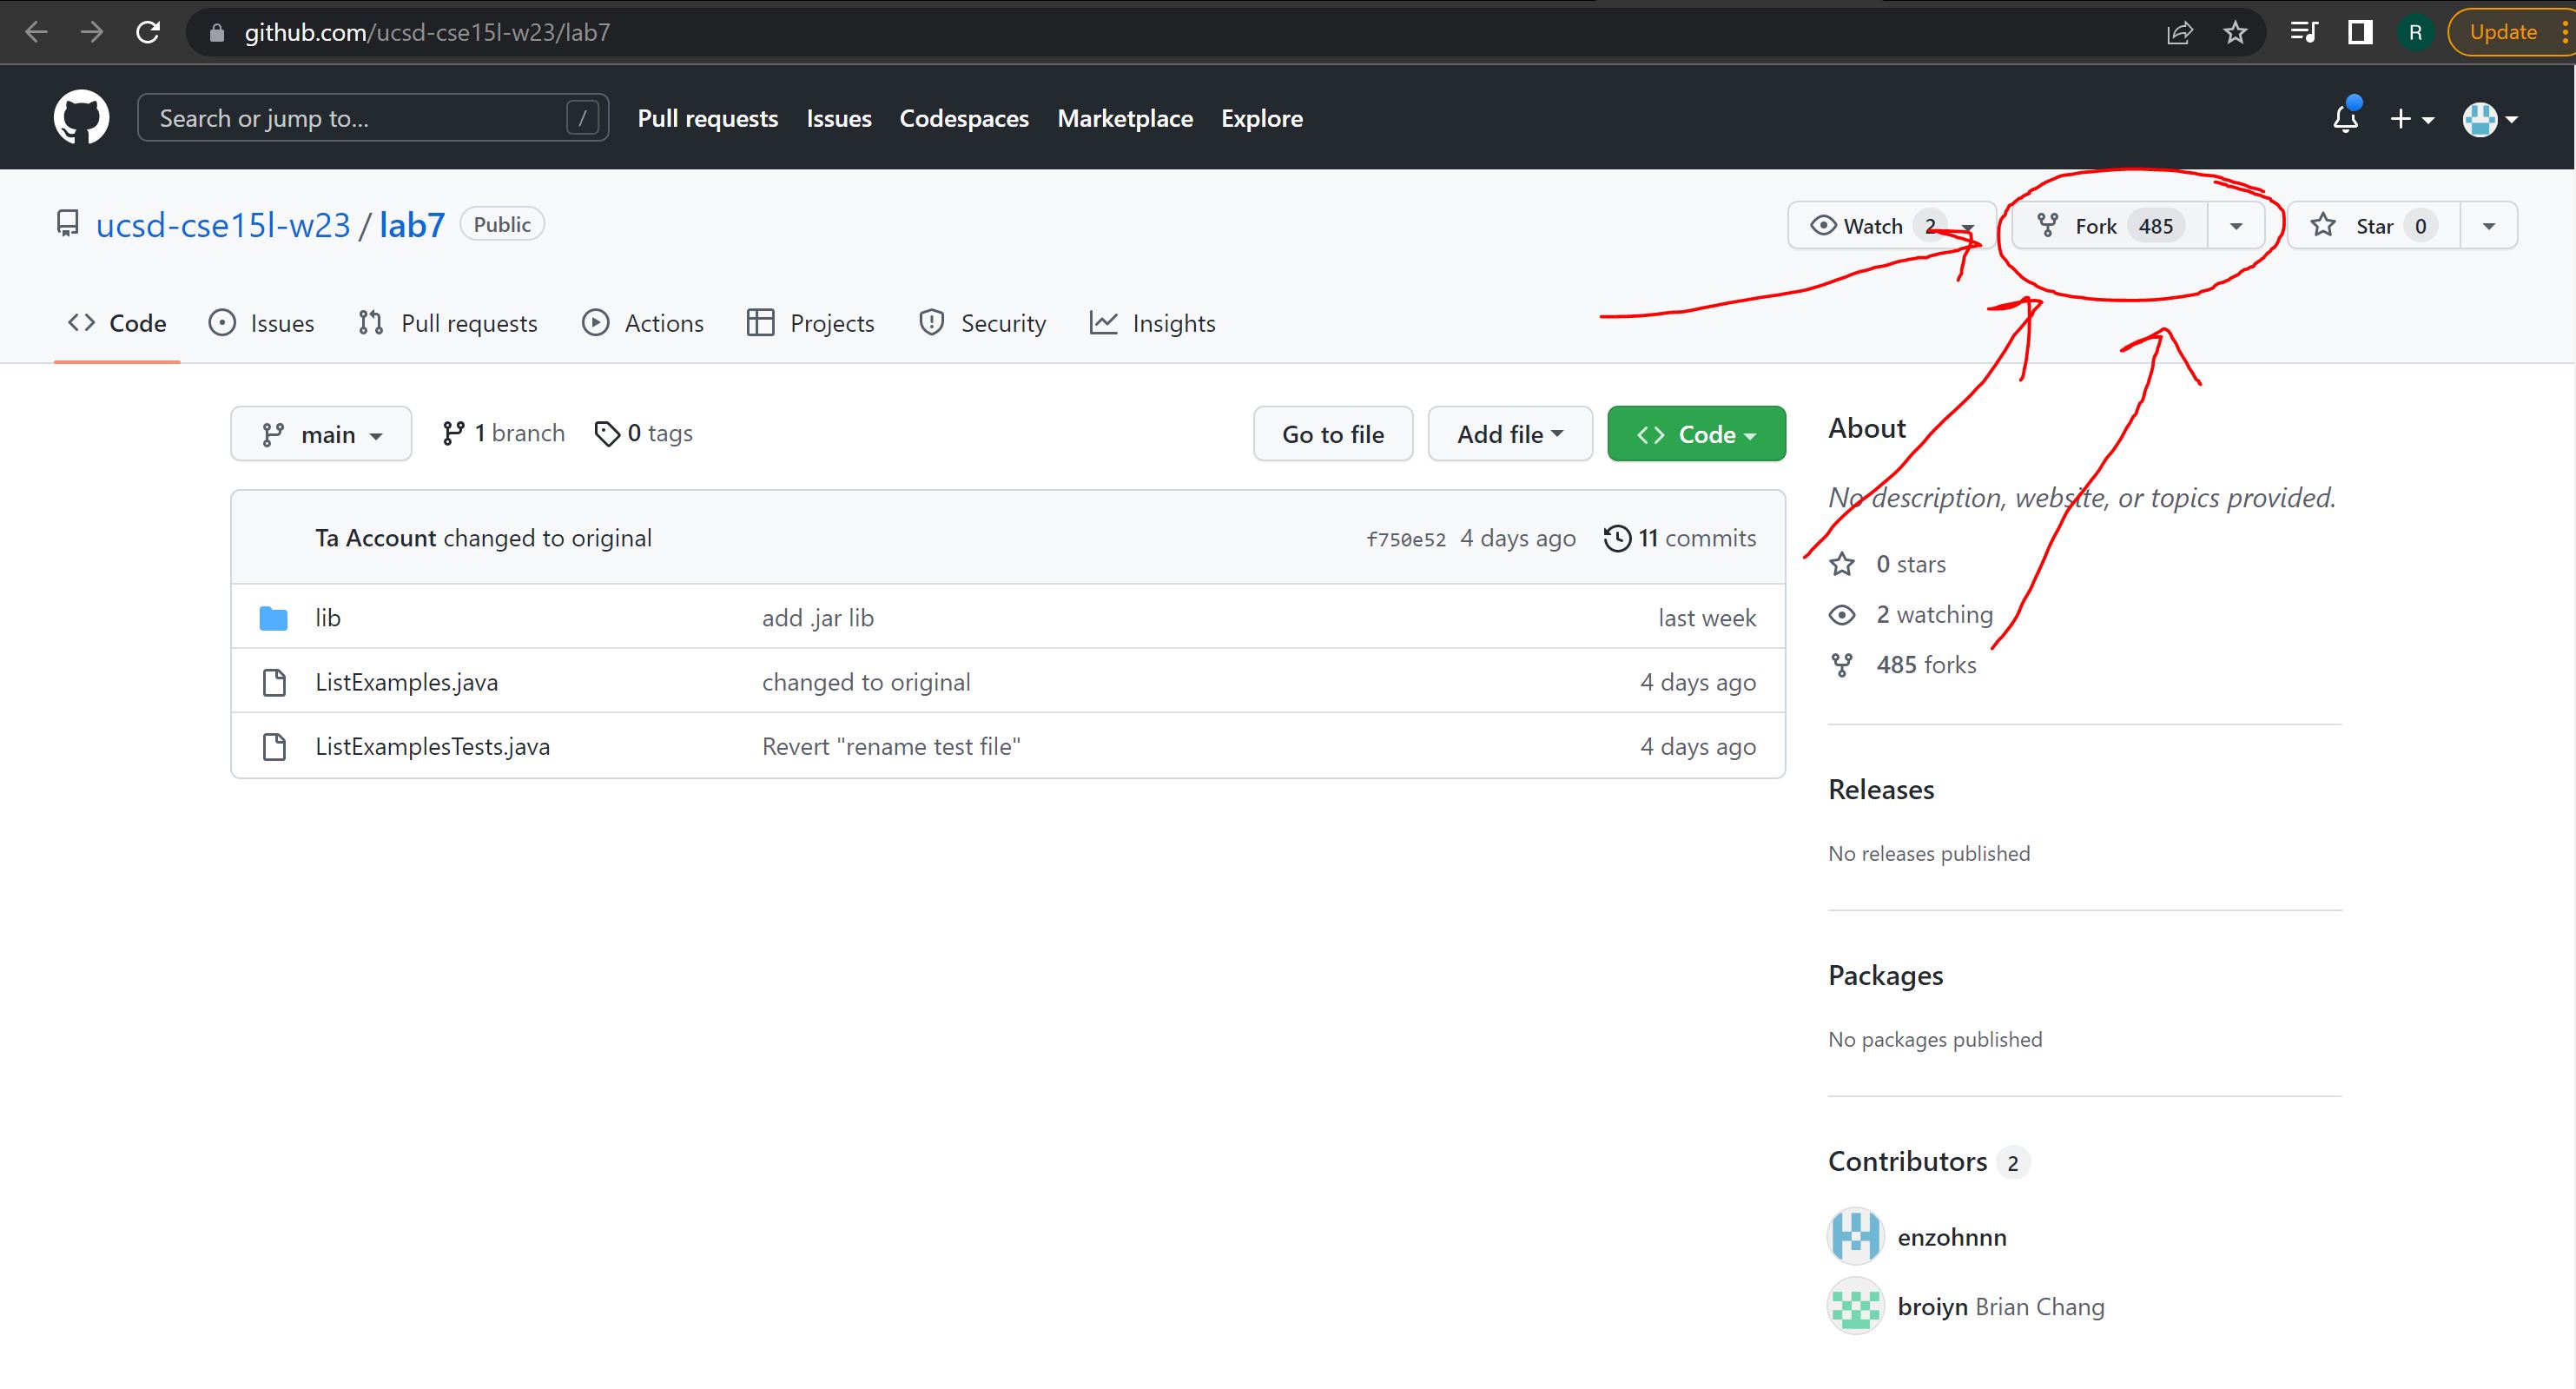 github.com/ucsd-cse15l-w23/lab7
R
Update
Search or jump to...
/
Pull requests
Issues
Codespaces
Marketplace
Explore
ucsd-cse15l-w23 / lab7
Public
Watch 2
Fork 485
Star 0
Code
Issues
Pull requests
Actions
Projects
Security
Insights
main
1 branch
0 tags
Go to file
Add file
Code
Ta Account changed to original
f750e52 4 days ago
11 commits
lib add .jar lib last week
ListExamples.java changed to original 4 days ago
ListExamplesTests.java Revert "rename test file" 4 days ago
About
No description, website, or topics provided.
0 stars
2 watching
485 forks
Releases
No releases published
Packages
No packages published
Contributors 2
enzohnnn
broiyn Brian Chang